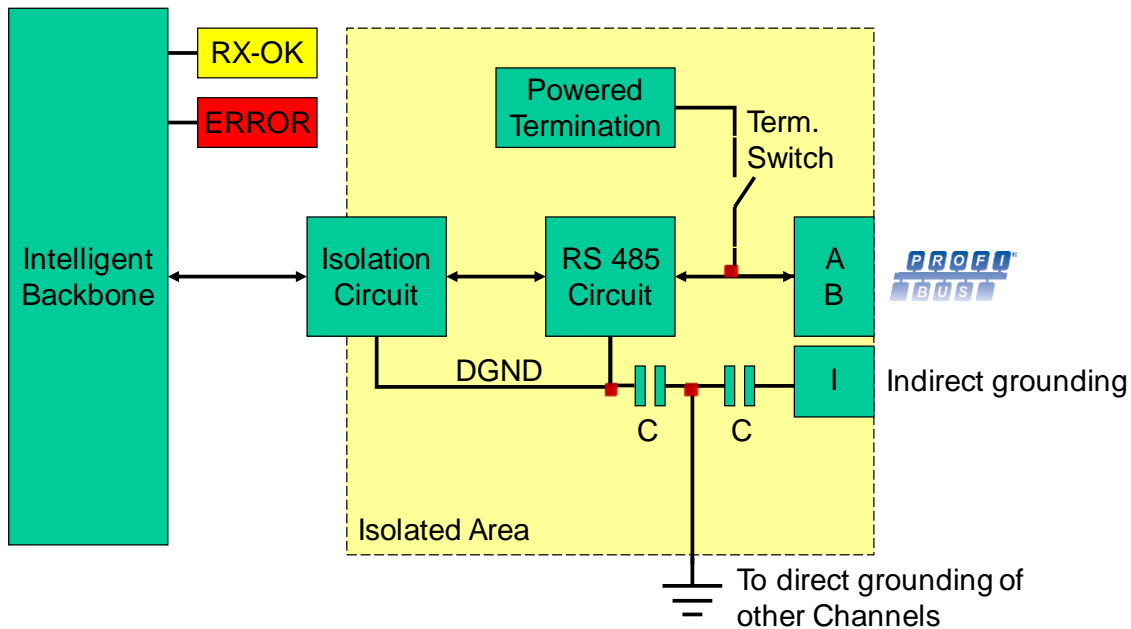 RX-OK
ERROR
Powered
Termination
Term.
Switch
Intelligent
Backbone
Isolation
Circuit
RS 485
Circuit
A
B
PROFI®
BUS
DGND
I
Indirect grounding
C
C
Isolated Area
To direct grounding of
other Channels